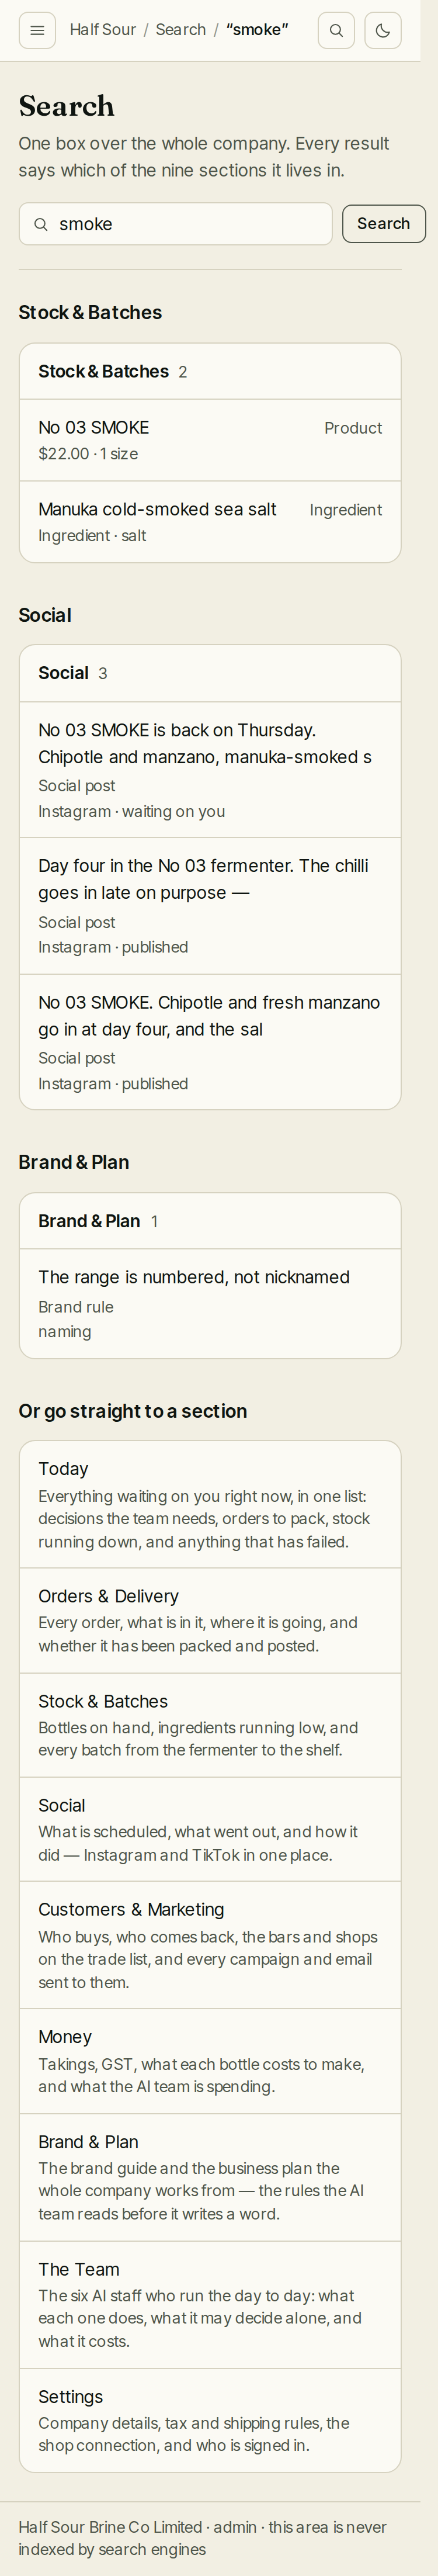 Half Sour / Search / “smoke”
Search
One box over the whole company. Every result
says which of the nine sections it lives in.
smoke
Search
Stock & Batches
Stock & Batches 2
No 03 SMOKE
Product
$22.00 · 1 size
Manuka cold-smoked sea salt
Ingredient
Ingredient · salt
Social
Social 3
No 03 SMOKE is back on Thursday.
Chipotle and manzano, manuka-smoked s
Social post
Instagram · waiting on you
Day four in the No 03 fermenter. The chilli
goes in late on purpose —
Social post
Instagram · published
No 03 SMOKE. Chipotle and fresh manzano
go in at day four, and the sal
Social post
Instagram · published
Brand & Plan
Brand & Plan 1
The range is numbered, not nicknamed
Brand rule
naming
Or go straight to a section
Today
Everything waiting on you right now, in one list:
decisions the team needs, orders to pack, stock
running down, and anything that has failed.
Orders & Delivery
Every order, what is in it, where it is going, and
whether it has been packed and posted.
Stock & Batches
Bottles on hand, ingredients running low, and
every batch from the fermenter to the shelf.
Social
What is scheduled, what went out, and how it
did — Instagram and TikTok in one place.
Customers & Marketing
Who buys, who comes back, the bars and shops
on the trade list, and every campaign and email
sent to them.
Money
Takings, GST, what each bottle costs to make,
and what the AI team is spending.
Brand & Plan
The brand guide and the business plan the
whole company works from — the rules the AI
team reads before it writes a word.
The Team
The six AI staff who run the day to day: what
each one does, what it may decide alone, and
what it costs.
Settings
Company details, tax and shipping rules, the
shop connection, and who is signed in.
Half Sour Brine Co Limited · admin · this area is never
indexed by search engines